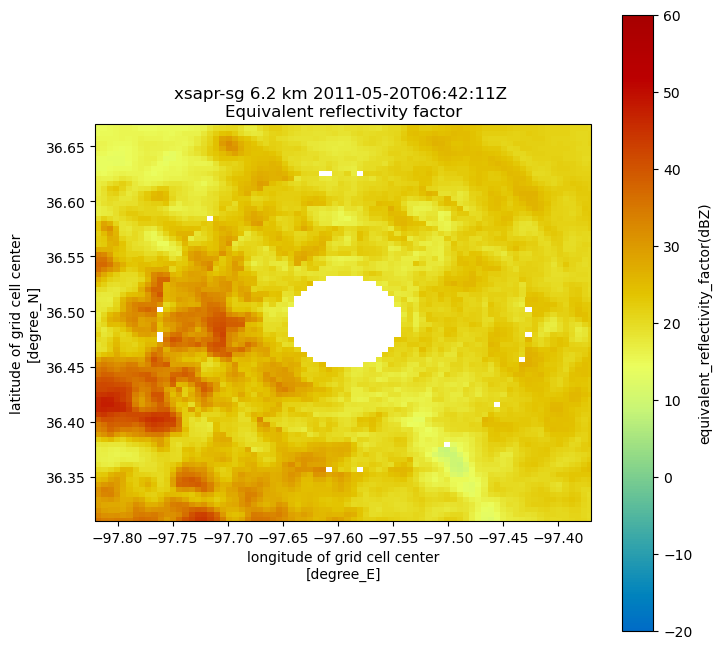 xsapr-sg 6.2 km 2011-05-20T06:42:11Z
Equivalent reflectivity factor
36.65
36.60
36.55
36.50
36.45
36.40
36.35
latitude of grid cell center
[degree_N]
−97.80 −97.75 −97.70 −97.65 −97.60 −97.55 −97.50 −97.45 −97.40
longitude of grid cell center
[degree_E]
60
50
40
30
20
10
0
−10
−20
equivalent_reflectivity_factor(dBZ)